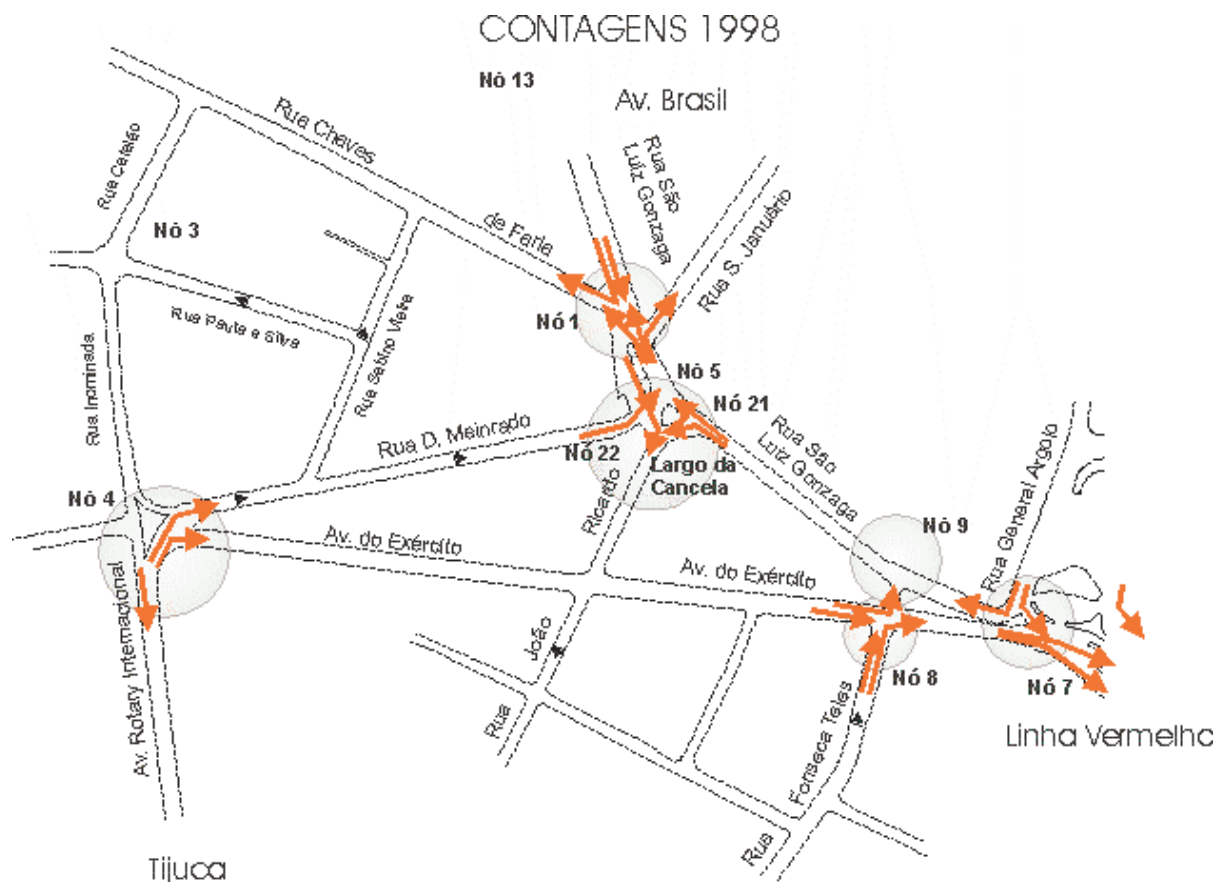 CONTAGENS 1998
Nó 13
Av. Brasil
Rua Chaves
de Faria
Rua São
Luiz Gonzaga
Rua S. Januário
Rua Catalão
Nó 3
Rua Paula e Silva
Rua Sabino Vieira
Nó 1
Nó 5
Nó 21
Rua Inominada
Rua D. Meinrado
Nó 22
Largo da
Cancela
Rua São
Luiz Gonzaga
Rua General Argolo
Nó 4
Ricardo
Nó 9
Av. do Exército
Av. do Exército
Av. Rotary Internacional
João
Rua
Fonseca Teles
Rua
Nó 8
Nó 7
Linha Vermelha
Tijuca